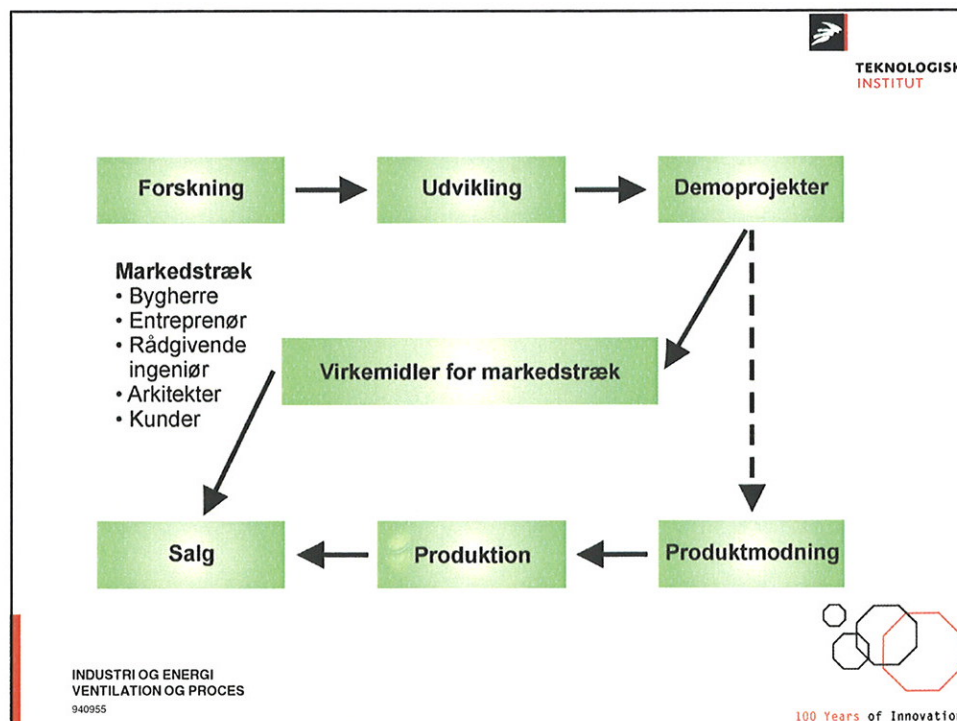 TEKNOLOGISK
INSTITUT
Forskning
Udvikling
Demoprojekter
Markedstræk
• Bygherre
• Entreprenør
• Rådgivende
ingeniør
• Arkitekter
• Kunder
Virkemidler for markedstræk
Salg
Produktion
Produktmodning
INDUSTRI OG ENERGI
VENTILATION OG PROCES
940955
100 Years of Innovation